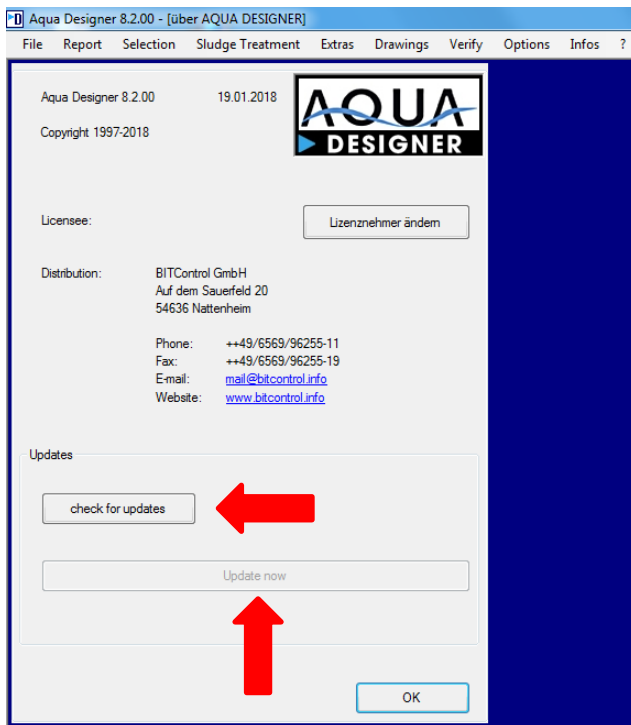 Aqua Designer 8.2.00 - [über AQUA DESIGNER]
File Report Selection Sludge Treatment Extras Drawings Verify Options Infos ?
Aqua Designer 8.2.00 19.01.2018
Copyright 1997-2018
AQUA
DESIGNER
Licensee: Lizenznehmer ändern
Distribution: BITControl GmbH
Auf dem Sauerfeld 20
54636 Nattenheim
Phone: ++49/6569/96255-11
Fax: ++49/6569/96255-19
E-mail: mail@bitcontrol.info
Website: www.bitcontrol.info
Updates
check for updates
Update now
OK